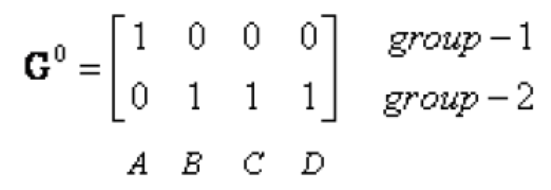 G⁰ = [ 1 0 0 0 ] group − 1
[ 0 1 1 1 ] group − 2
A B C D